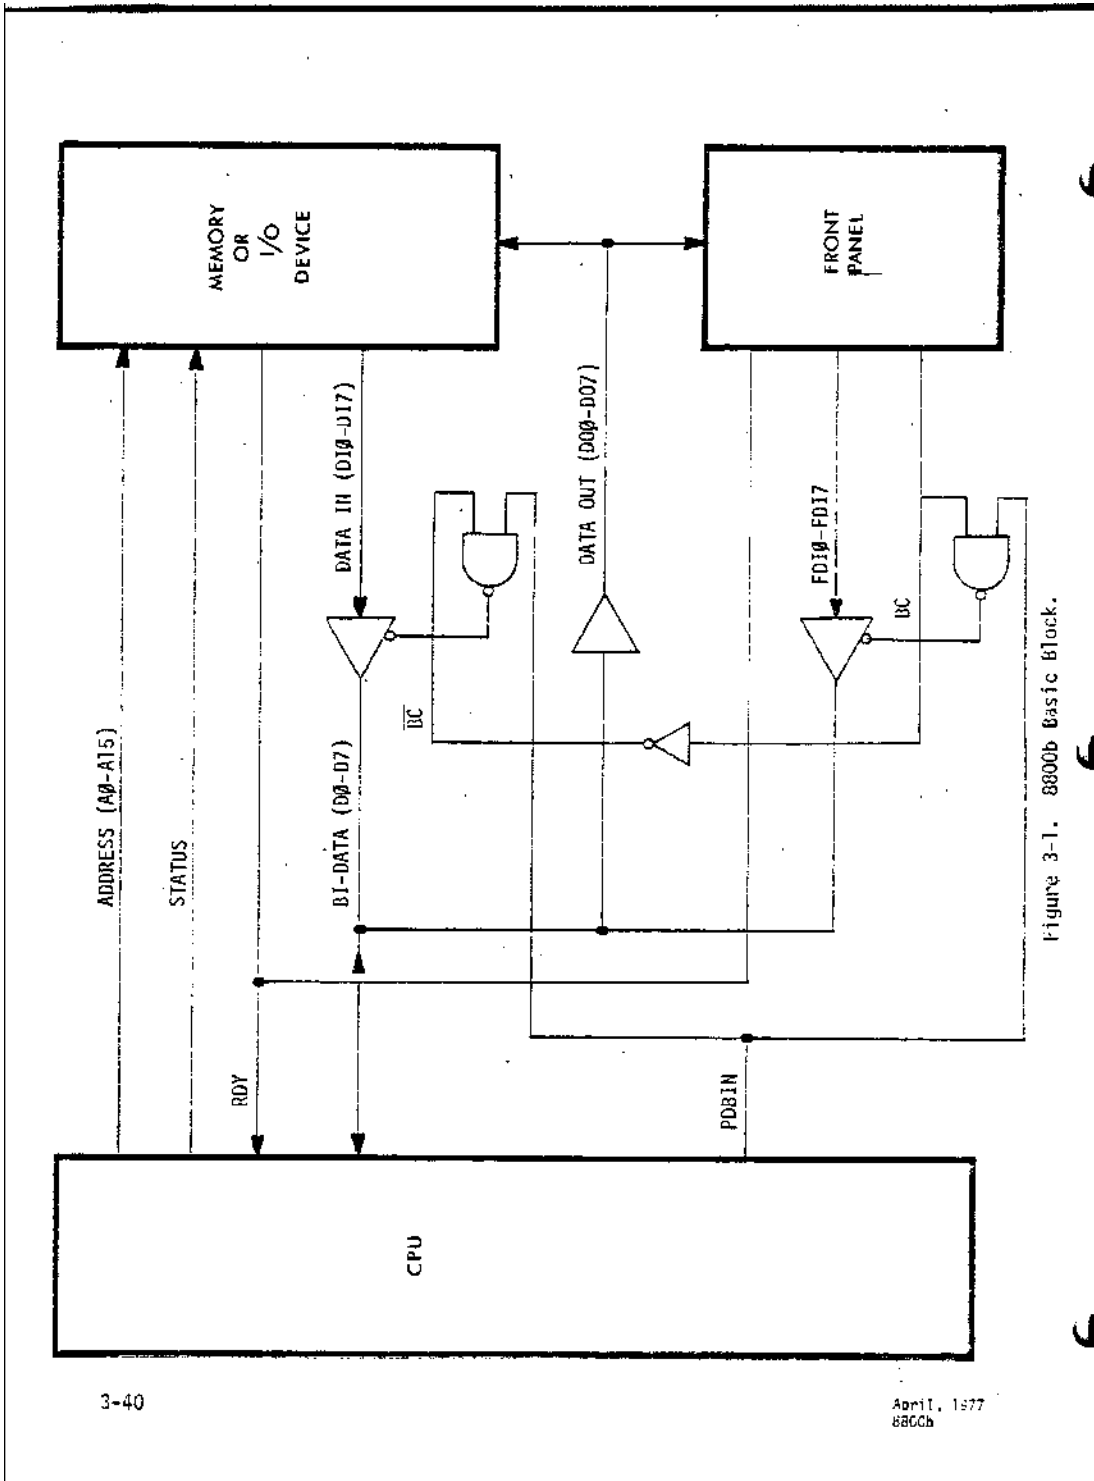 MEMORY
OR
I/O
DEVICE
FRONT
PANEL
ADDRESS (AØ-A15)
STATUS
RDY
DATA IN (DIØ-DI7)
BI-DATA (DØ-D7)
B̅C̅
DATA OUT (DOØ-DO7)
FDIØ-FDI7
BC
PDBIN
CPU
Figure 3-1. 8800b Basic Block.
3-40
April, 1977
8800b